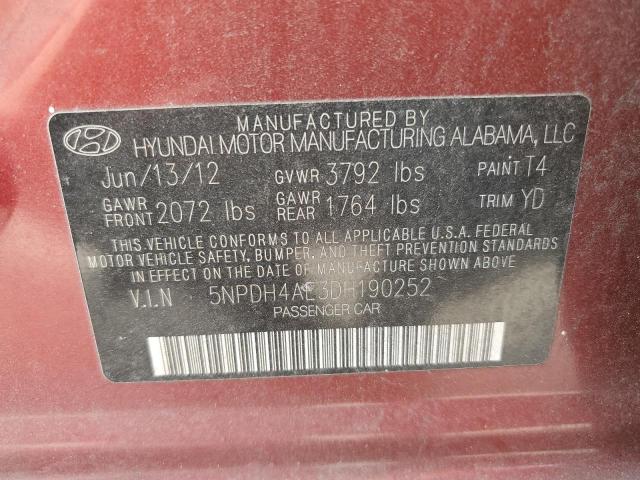 MANUFACTURED BY
HYUNDAI MOTOR MANUFACTURING ALABAMA, LLC
Jun/13/12 GVWR 3792 lbs PAINT T4
GAWR FRONT 2072 lbs GAWR REAR 1764 lbs TRIM YD
THIS VEHICLE CONFORMS TO ALL APPLICABLE U.S.A. FEDERAL
MOTOR VEHICLE SAFETY, BUMPER, AND THEFT PREVENTION STANDARDS
IN EFFECT ON THE DATE OF MANUFACTURE SHOWN ABOVE.
V.I.N 5NPDH4AE3DH190252
PASSENGER CAR